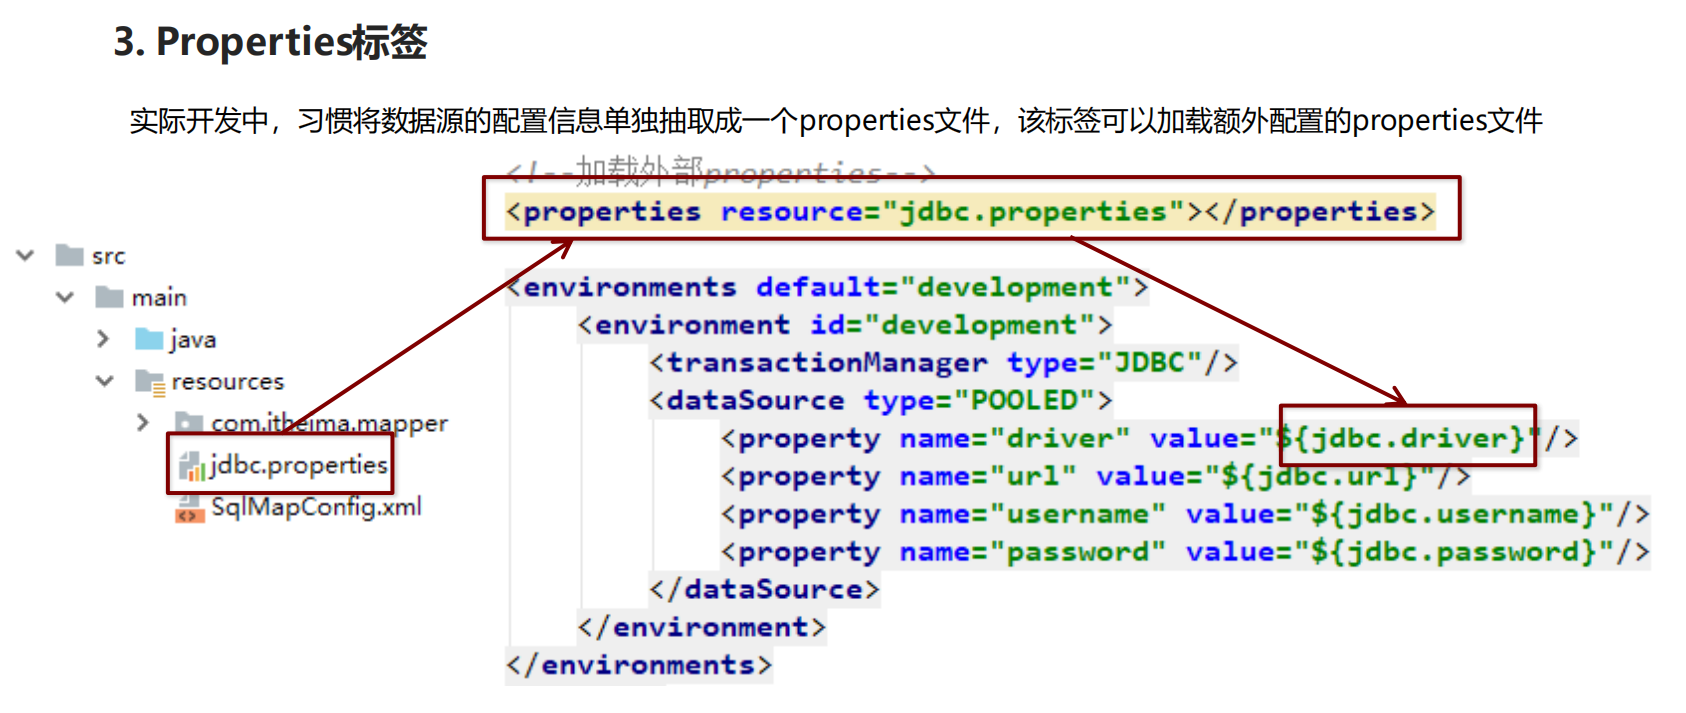 3. Properties标签
实际开发中，习惯将数据源的配置信息单独抽取成一个properties文件，该标签可以加载额外配置的properties文件
<!--加载外部properties-->
<properties resource="jdbc.properties"></properties>
src
main
java
resources
com.itheima.mapper
jdbc.properties
SqlMapConfig.xml
<environments default="development">
<environment id="development">
<transactionManager type="JDBC"/>
<dataSource type="POOLED">
<property name="driver" value="${jdbc.driver}"/>
<property name="url" value="${jdbc.url}"/>
<property name="username" value="${jdbc.username}"/>
<property name="password" value="${jdbc.password}"/>
</dataSource>
</environment>
</environments>